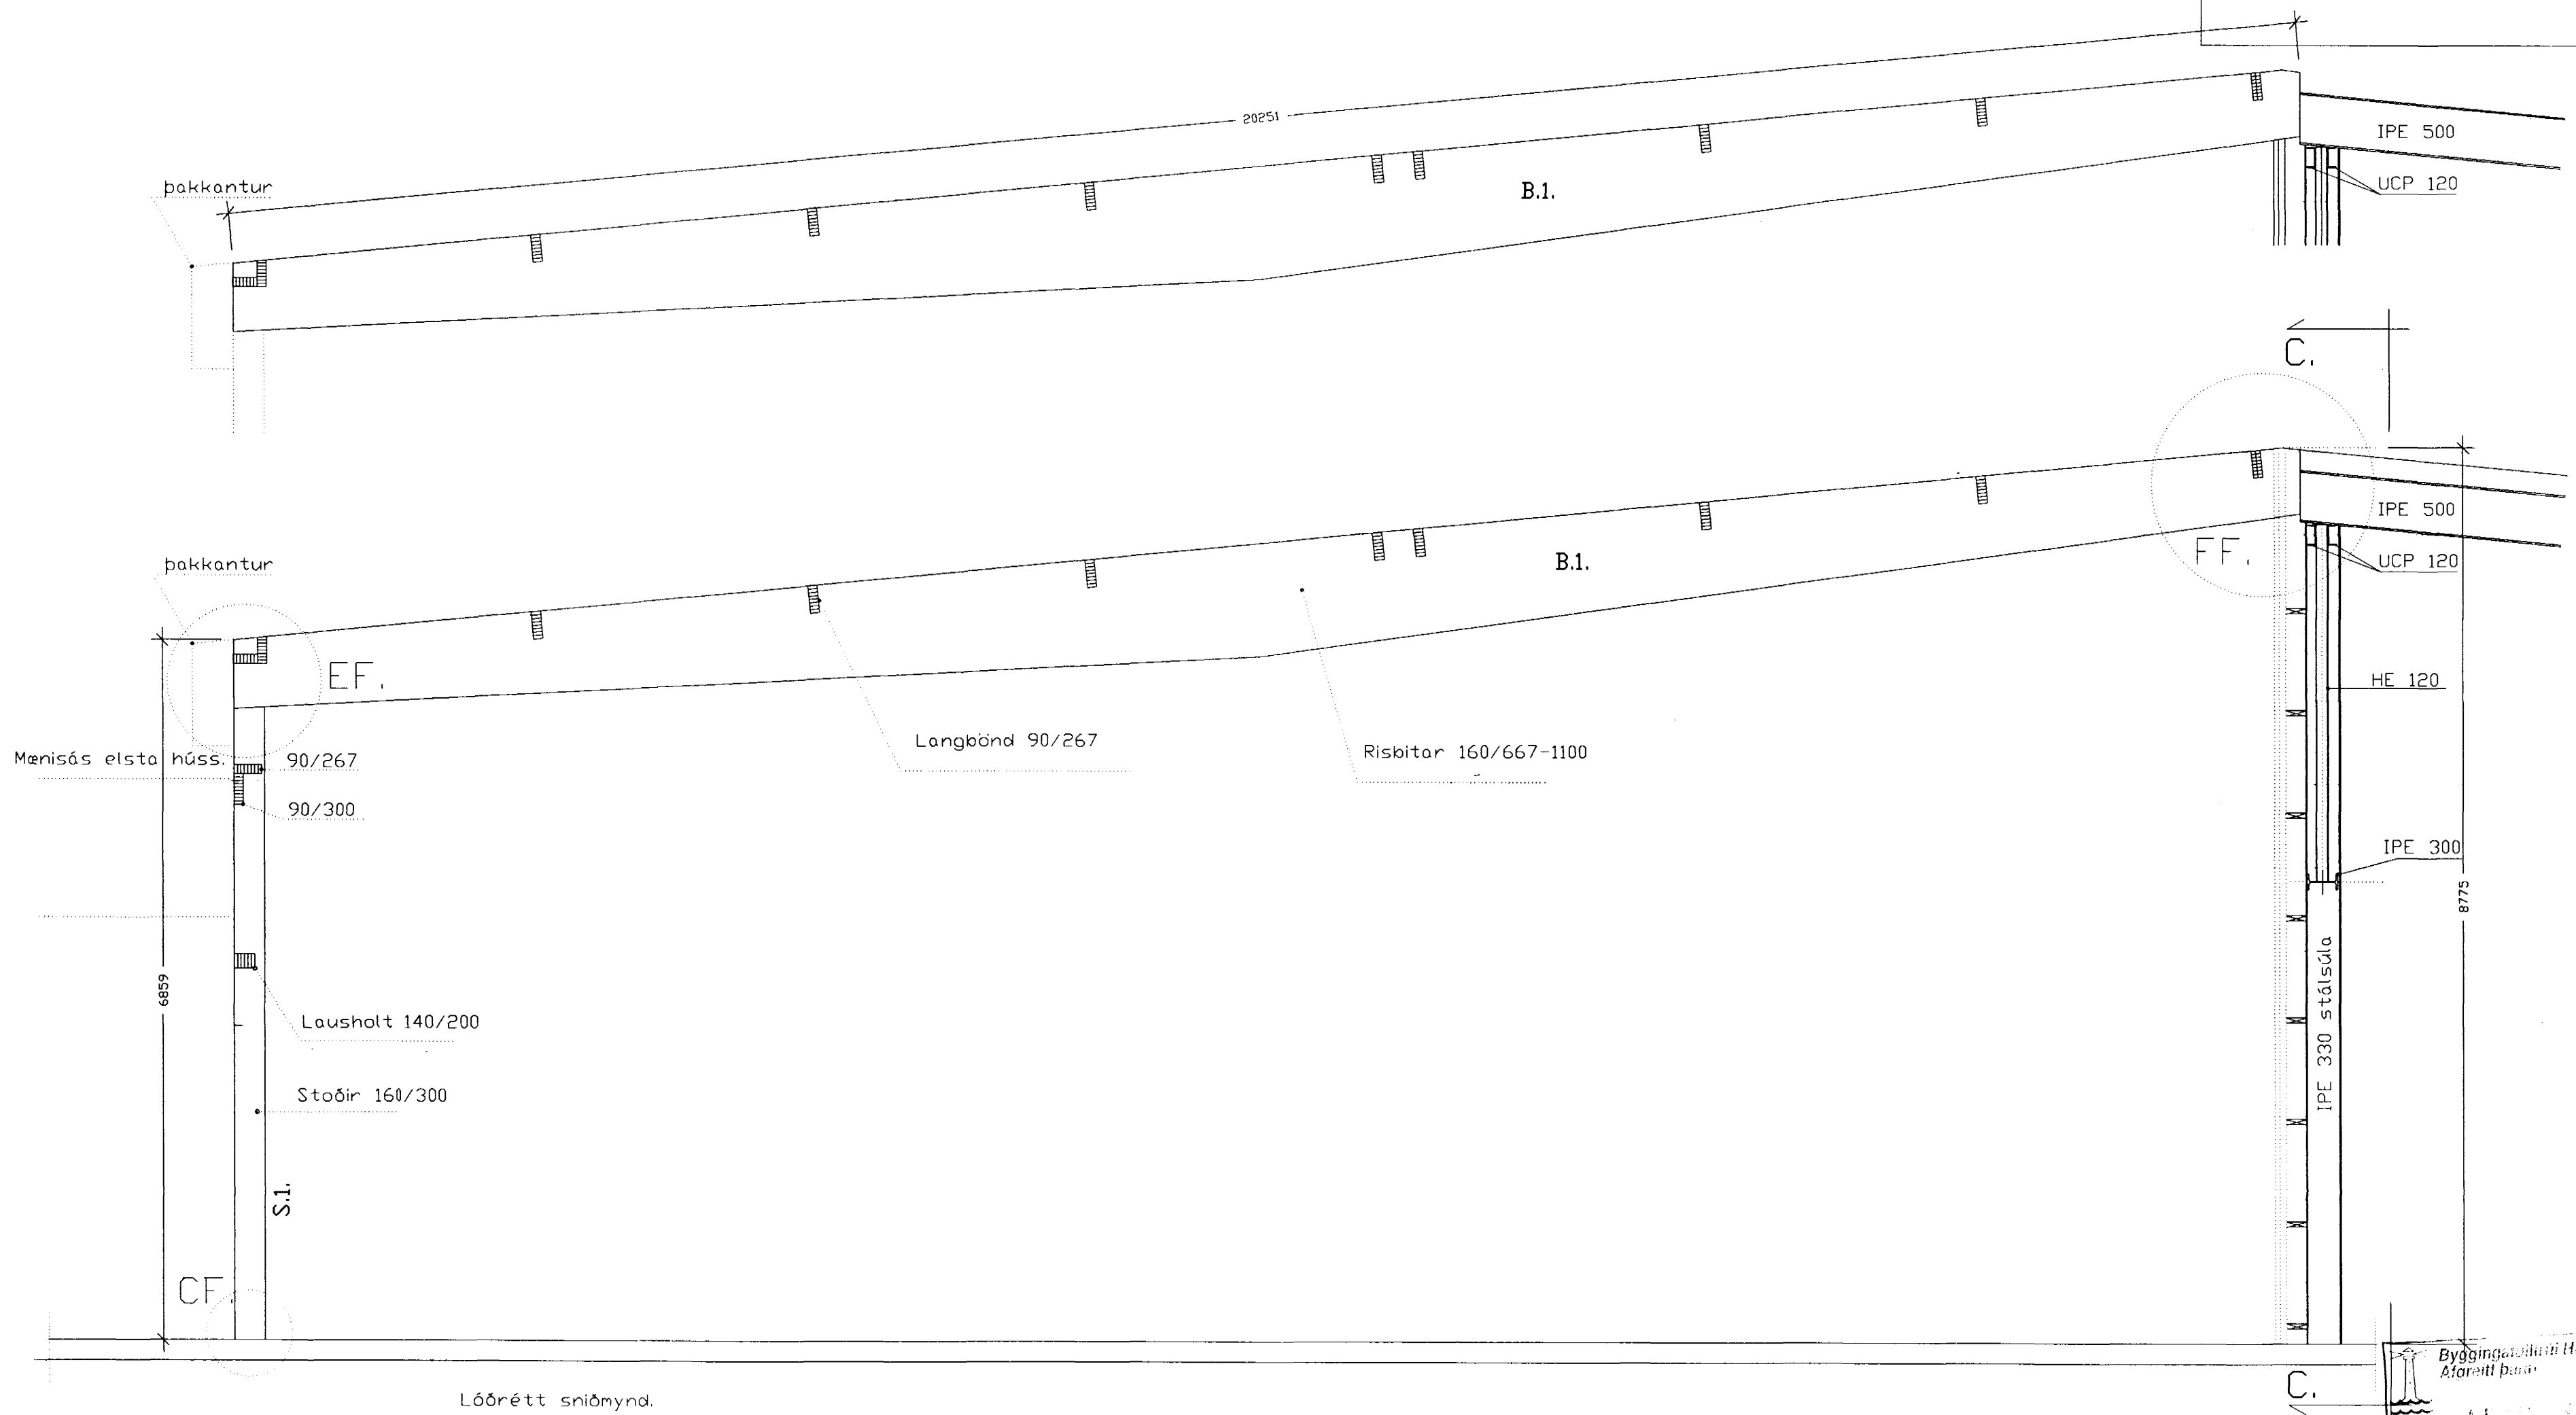 20251
IPE 500
þakkantur
UCP 120
B.1.
C.
IPE 500
B.1.
FF.
þakkantur
UCP 120
EF.
HE 120
Langbönd 90/267
Risbitar 160/667-1100
Mænisás elsta húss.
90/267
90/300
IPE 300
8775
6859
IPE 330 stálsúla
Lausholt 140/200
Stoðir 160/300
S.1.
CF.
C.
Afgreitt þann
Lóðrétt sniðmynd.